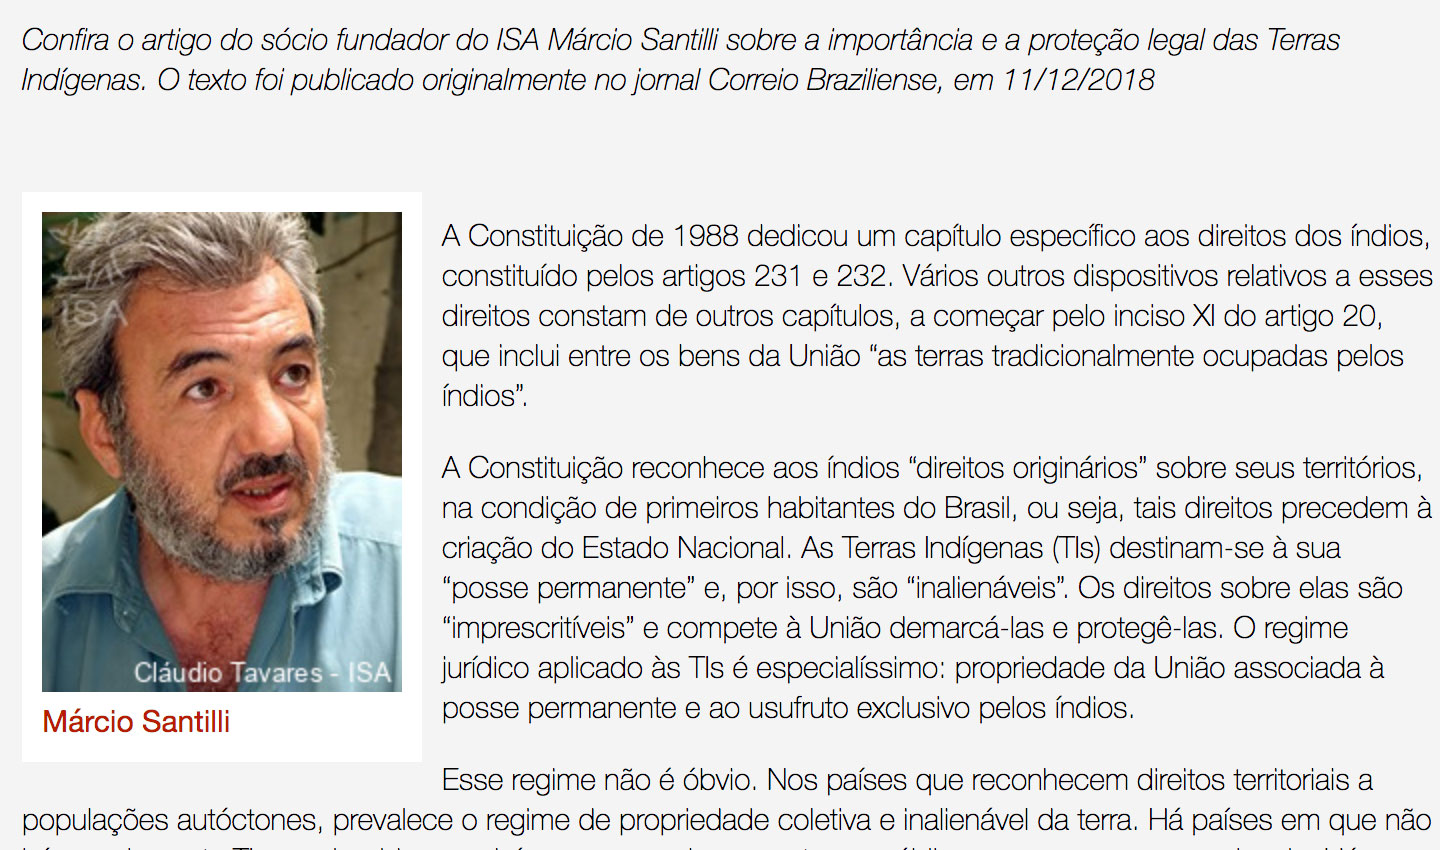 Confira o artigo do sócio fundador do ISA Márcio Santilli sobre a importância e a proteção legal das Terras
Indígenas. O texto foi publicado originalmente no jornal Correio Braziliense, em 11/12/2018
ISA
Cláudio Tavares - ISA
Márcio Santilli
A Constituição de 1988 dedicou um capítulo específico aos direitos dos índios,
constituído pelos artigos 231 e 232. Vários outros dispositivos relativos a esses
direitos constam de outros capítulos, a começar pelo inciso XI do artigo 20,
que inclui entre os bens da União “as terras tradicionalmente ocupadas pelos
índios”.
A Constituição reconhece aos índios “direitos originários” sobre seus territórios,
na condição de primeiros habitantes do Brasil, ou seja, tais direitos precedem à
criação do Estado Nacional. As Terras Indígenas (TIs) destinam-se à sua
“posse permanente” e, por isso, são “inalienáveis”. Os direitos sobre elas são
“imprescritíveis” e compete à União demarcá-las e protegê-las. O regime
jurídico aplicado às TIs é especialíssimo: propriedade da União associada à
posse permanente e ao usufruto exclusivo pelos índios.
Esse regime não é óbvio. Nos países que reconhecem direitos territoriais a
populações autóctones, prevalece o regime de propriedade coletiva e inalienável da terra. Há países em que não